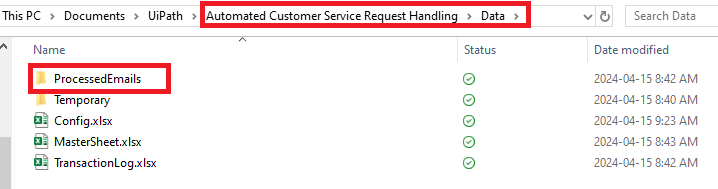 This PC > Documents > UiPath > Automated Customer Service Request Handling > Data > Search Data
Name Status Date modified
ProcessedEmails 2024-04-15 8:42 AM
Temporary 2024-04-15 8:40 AM
Config.xlsx 2024-04-15 9:23 AM
MasterSheet.xlsx 2024-04-15 8:43 AM
TransactionLog.xlsx 2024-04-15 8:42 AM